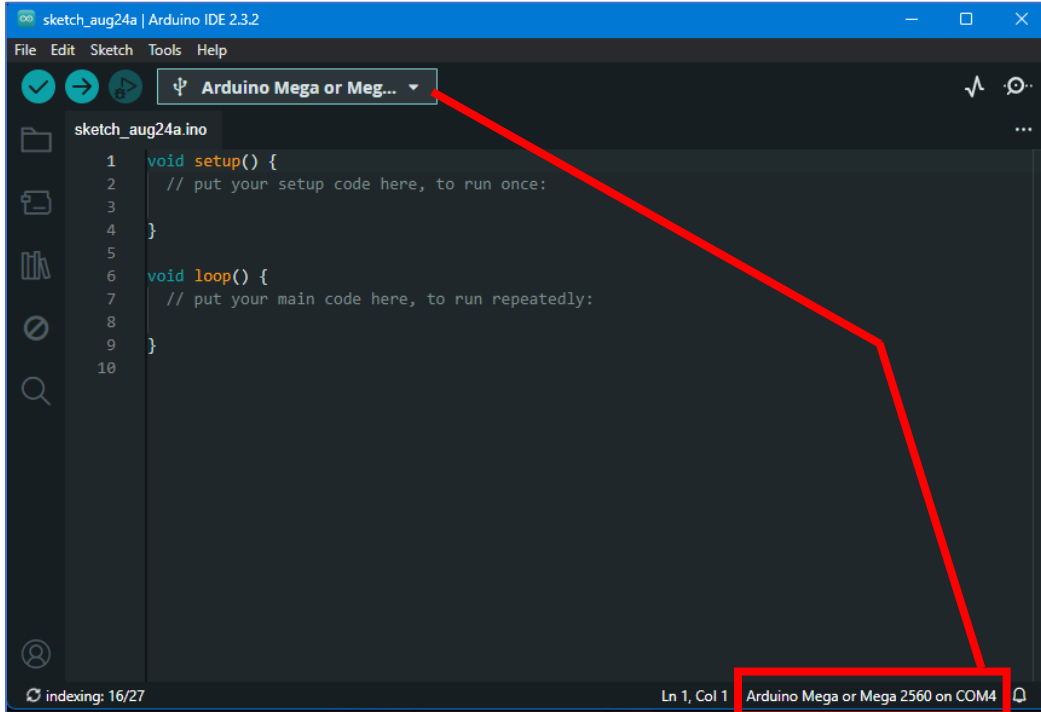 sketch_aug24a | Arduino IDE 2.3.2
File Edit Sketch Tools Help
Arduino Mega or Meg...
sketch_aug24a.ino
1 void setup() {
2 // put your setup code here, to run once:
3
4 }
5
6 void loop() {
7 // put your main code here, to run repeatedly:
8
9 }
10
indexing: 16/27 Ln 1, Col 1 Arduino Mega or Mega 2560 on COM4